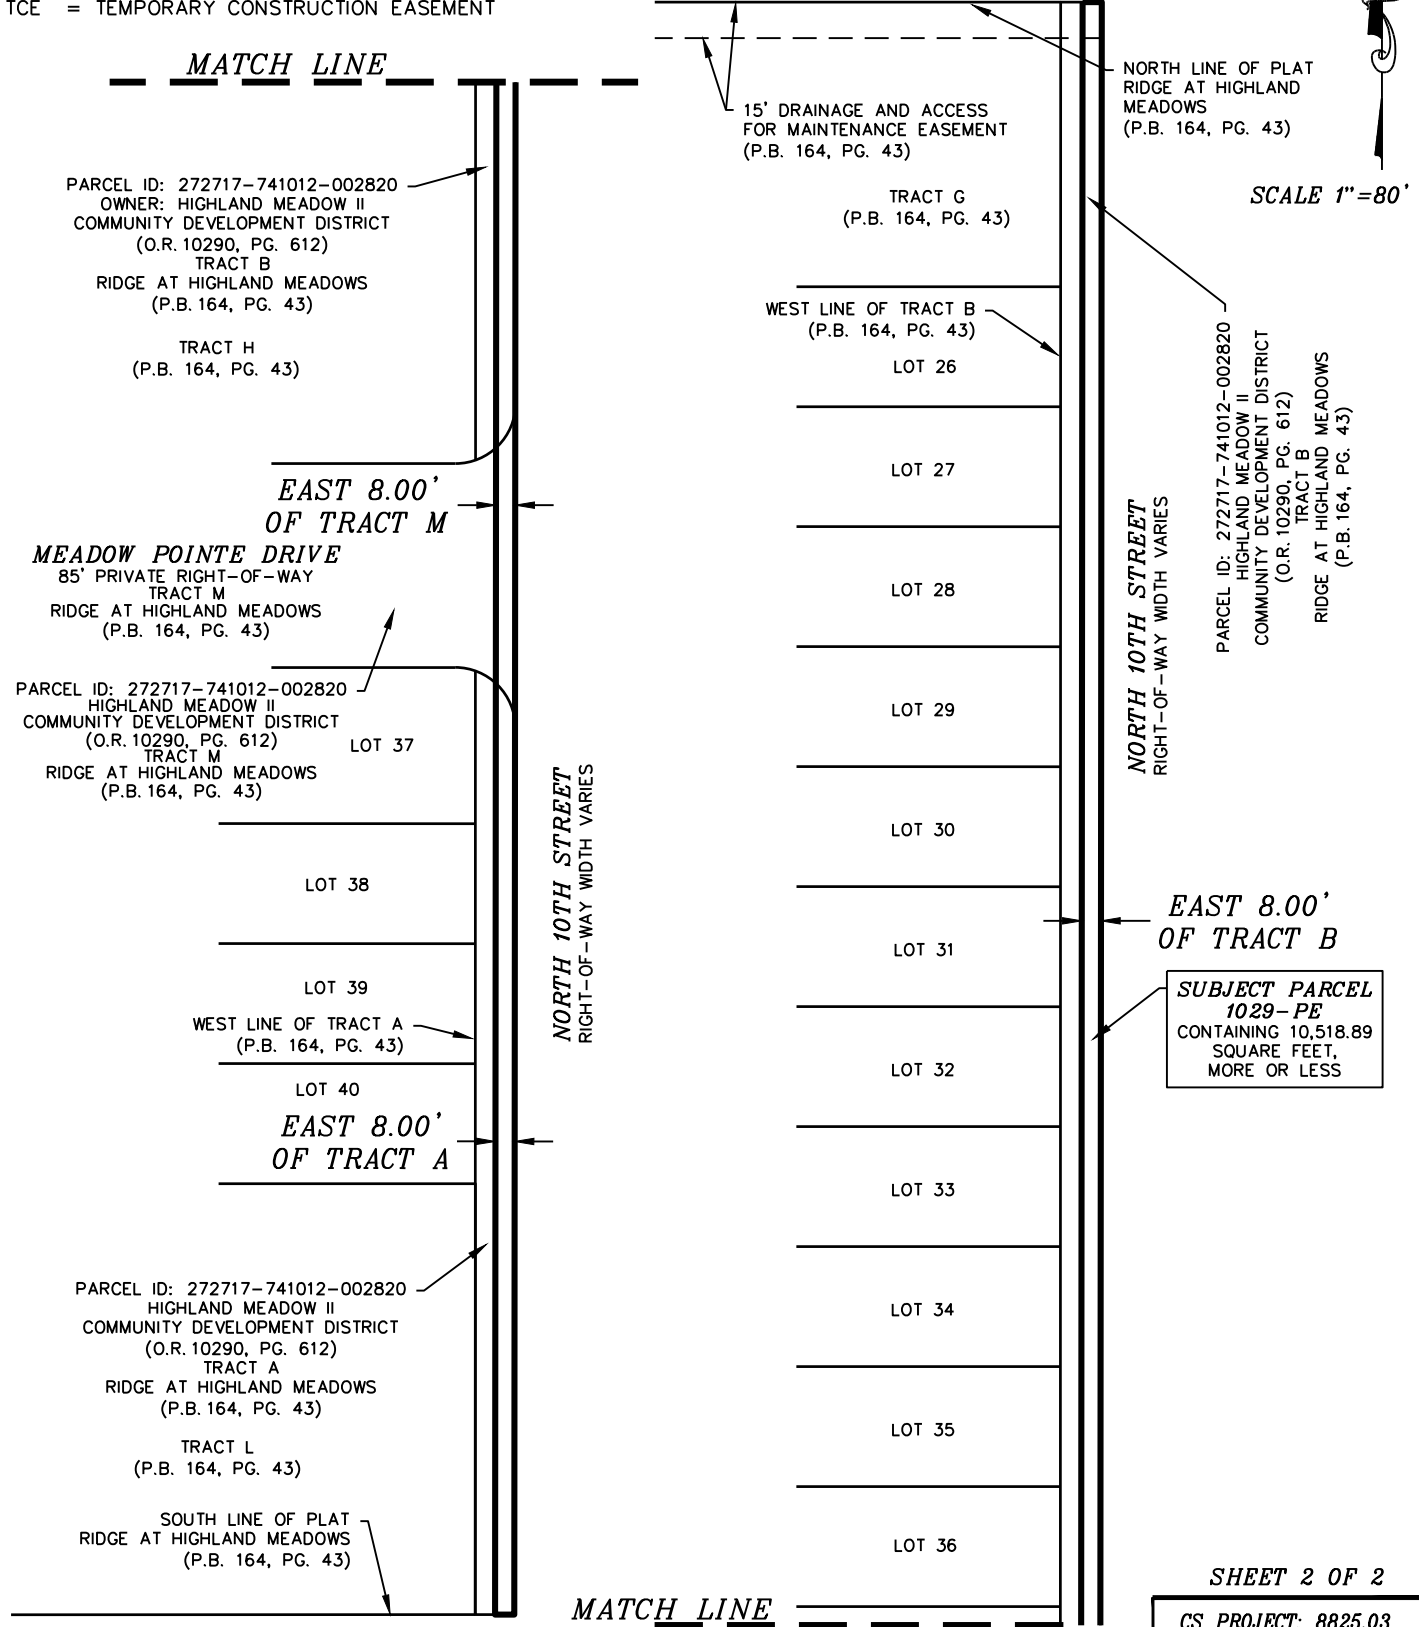 TCE = TEMPORARY CONSTRUCTION EASEMENT
MATCH LINE
PARCEL ID: 272717-741012-002820
OWNER: HIGHLAND MEADOW II
COMMUNITY DEVELOPMENT DISTRICT
(O.R. 10290, PG. 612)
TRACT B
RIDGE AT HIGHLAND MEADOWS
(P.B. 164, PG. 43)
TRACT H
(P.B. 164, PG. 43)
EAST 8.00'
OF TRACT M
MEADOW POINTE DRIVE
85' PRIVATE RIGHT-OF-WAY
TRACT M
RIDGE AT HIGHLAND MEADOWS
(P.B. 164, PG. 43)
PARCEL ID: 272717-741012-002820
HIGHLAND MEADOW II
COMMUNITY DEVELOPMENT DISTRICT
(O.R. 10290, PG. 612)
TRACT M
RIDGE AT HIGHLAND MEADOWS
(P.B. 164, PG. 43)
LOT 37
LOT 38
LOT 39
WEST LINE OF TRACT A
(P.B. 164, PG. 43)
LOT 40
EAST 8.00'
OF TRACT A
NORTH 10TH STREET
RIGHT-OF-WAY WIDTH VARIES
PARCEL ID: 272717-741012-002820
HIGHLAND MEADOW II
COMMUNITY DEVELOPMENT DISTRICT
(O.R. 10290, PG. 612)
TRACT A
RIDGE AT HIGHLAND MEADOWS
(P.B. 164, PG. 43)
TRACT L
(P.B. 164, PG. 43)
SOUTH LINE OF PLAT
RIDGE AT HIGHLAND MEADOWS
(P.B. 164, PG. 43)
15' DRAINAGE AND ACCESS
FOR MAINTENANCE EASEMENT
(P.B. 164, PG. 43)
NORTH LINE OF PLAT
RIDGE AT HIGHLAND
MEADOWS
(P.B. 164, PG. 43)
SCALE 1"=80'
TRACT G
(P.B. 164, PG. 43)
WEST LINE OF TRACT B
(P.B. 164, PG. 43)
LOT 26
LOT 27
LOT 28
LOT 29
LOT 30
LOT 31
LOT 32
LOT 33
LOT 34
LOT 35
LOT 36
NORTH 10TH STREET
RIGHT-OF-WAY WIDTH VARIES
PARCEL ID: 272717-741012-002820
HIGHLAND MEADOW II
COMMUNITY DEVELOPMENT DISTRICT
(O.R. 10290, PG. 612)
TRACT B
RIDGE AT HIGHLAND MEADOWS
(P.B. 164, PG. 43)
EAST 8.00'
OF TRACT B
SUBJECT PARCEL
1029-PE
CONTAINING 10,518.89
SQUARE FEET,
MORE OR LESS
MATCH LINE
SHEET 2 OF 2
CS PROJECT: 8825.03